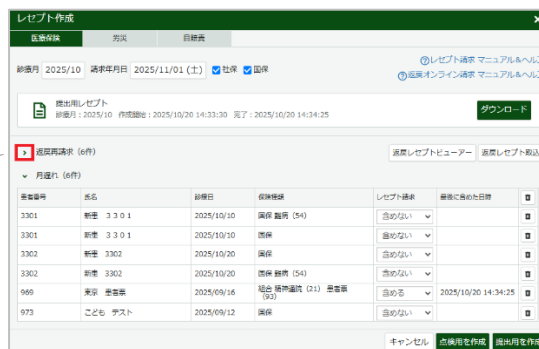 レセプト作成
医療保険 労災 自賠責
診療月 2025/10 請求年月日 2025/11/01 (土) 社保 国保
レセプト請求 マニュアル&ヘルプ
返戻オンライン請求 マニュアル&ヘル
提出用レセプト
診療月：2025/10 作成開始：2025/10/20 14:33:30 完了：2025/10/20 14:34:25
ダウンロード
返戻再請求 (6件) 返戻レセプトビューアー 返戻レセプト取込
月遅れ (6件)
患者番号 氏名 診療日 保険種類 レセプト請求 最後に含めた日時
3301 新患 3301 2025/10/10 国保 難病 (54) 含めない
3301 新患 3301 2025/10/10 国保 含めない
3302 新患 3302 2025/10/20 国保 含めない
3302 新患 3302 2025/10/20 国保 難病 (54) 含めない
969 東京 患者票 2025/09/16 組合 精神通院 (21) 患者票 (93) 含める 2025/10/20 14:34:25
973 こども テスト 2025/09/12 国保 含めない
キャンセル 点検用を作成 提出用を作成